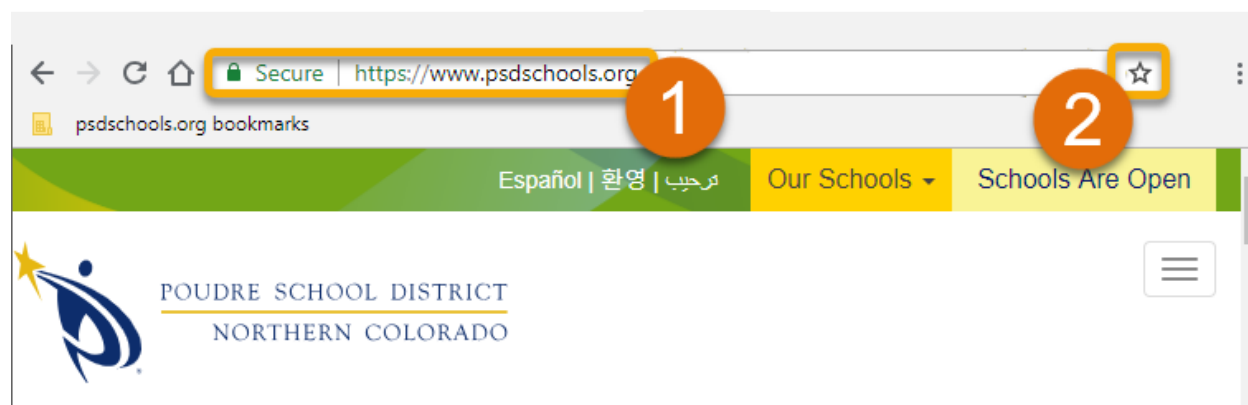 Secure | https://www.psdschools.org
1
2
psdschools.org bookmarks
Español | 환영 | ترحيب
Our Schools
Schools Are Open
POUDRE SCHOOL DISTRICT
NORTHERN COLORADO